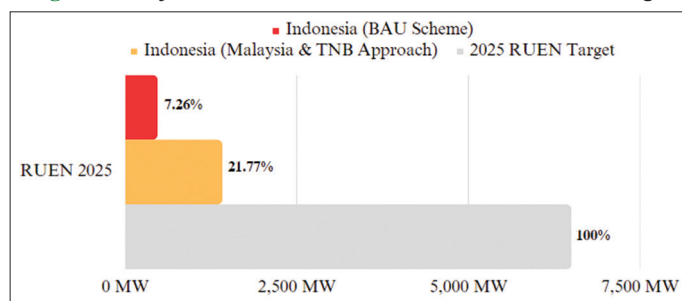 Indonesia (BAU Scheme)
Indonesia (Malaysia & TNB Approach) 2025 RUEN Target
7.26%
RUEN 2025 21.77%
100%
0 MW 2,500 MW 5,000 MW 7,500 MW